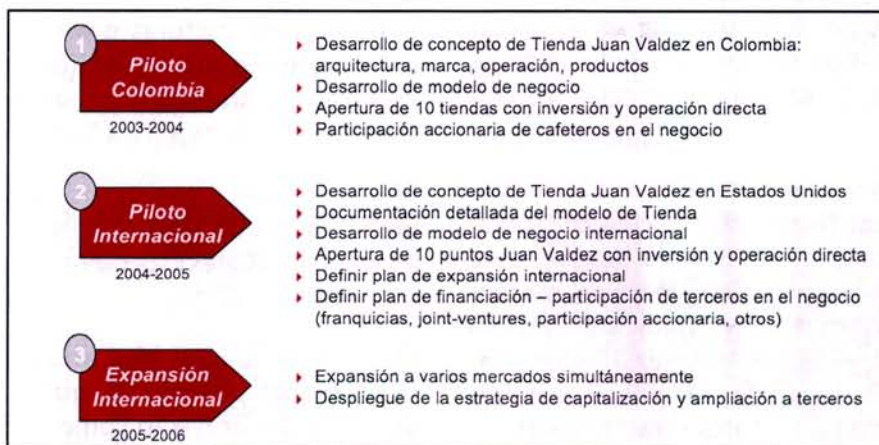 1
Piloto
Colombia
2003-2004
Desarrollo de concepto de Tienda Juan Valdez en Colombia:
arquitectura, marca, operación, productos
Desarrollo de modelo de negocio
Apertura de 10 tiendas con inversión y operación directa
Participación accionaria de cafeteros en el negocio
2
Piloto
Internacional
2004-2005
Desarrollo de concepto de Tienda Juan Valdez en Estados Unidos
Documentación detallada del modelo de Tienda
Desarrollo de modelo de negocio internacional
Apertura de 10 puntos Juan Valdez con inversión y operación directa
Definir plan de expansión internacional
Definir plan de financiación – participación de terceros en el negocio
(franquicias, joint-ventures, participación accionaria, otros)
3
Expansión
Internacional
2005-2006
Expansión a varios mercados simultáneamente
Despliegue de la estrategia de capitalización y ampliación a terceros